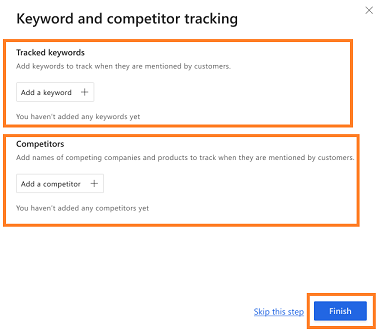 Keyword and competitor tracking
Tracked keywords
Add keywords to track when they are mentioned by customers.
Add a keyword +
You haven't added any keywords yet
Competitors
Add names of competing companies and products to track when they are mentioned by customers.
Add a competitor +
You haven't added any competitors yet
Skip this step
Finish